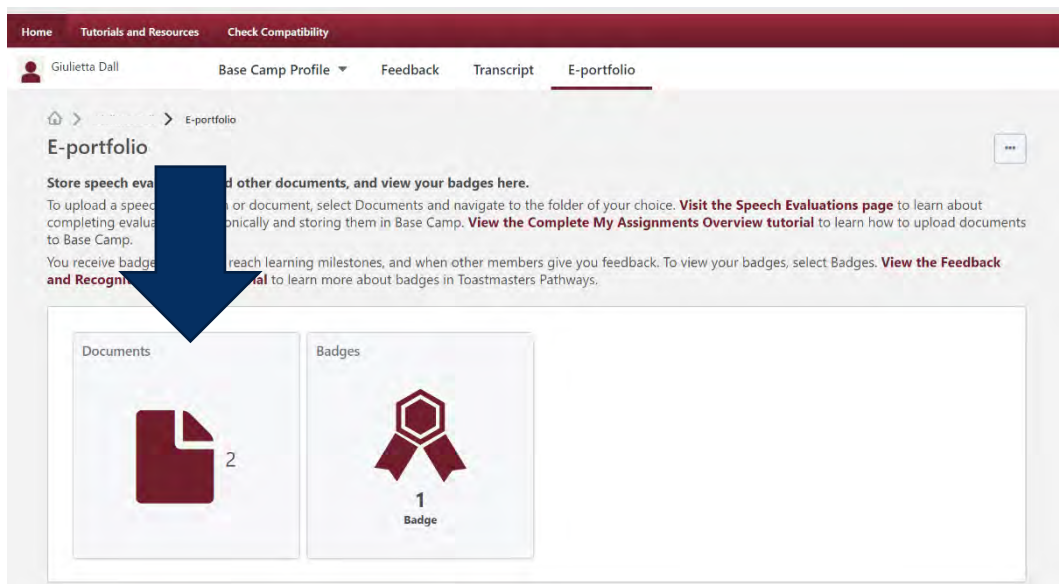 Home Tutorials and Resources Check Compatibility
Giulietta Dall Base Camp Profile Feedback Transcript E-portfolio
E-portfolio
E-portfolio
Store speech eva d other documents, and view your badges here.
To upload a speec or document, select Documents and navigate to the folder of your choice. Visit the Speech Evaluations page to learn about
completing evalua onically and storing them in Base Camp. View the Complete My Assignments Overview tutorial to learn how to upload documents
to Base Camp.
You receive badge reach learning milestones, and when other members give you feedback. To view your badges, select Badges. View the Feedback
and Recogni ial to learn more about badges in Toastmasters Pathways.
Documents Badges
2
1
Badge